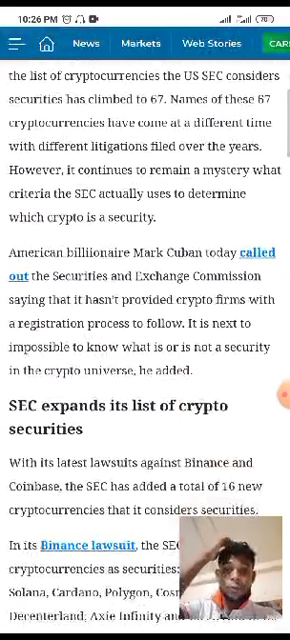 10:26 PM
70
News Markets Web Stories CAR
the list of cryptocurrencies the US SEC considers
securities has climbed to 67. Names of these 67
cryptocurrencies have come at a different time
with different litigations filed over the years.
However, it continues to remain a mystery what
criteria the SEC actually uses to determine
which crypto is a security.
American billiionaire Mark Cuban today called
out the Securities and Exchange Commission
saying that it hasn't provided crypto firms with
a registration process to follow. It is next to
impossible to know what is or is not a security
in the crypto universe, he added.
SEC expands its list of crypto
securities
With its latest lawsuits against Binance and
Coinbase, the SEC has added a total of 16 new
cryptocurrencies that it considers securities.
In its Binance lawsuit, the SEC
cryptocurrencies as securities:
Solana, Cardano, Polygon, Cosm
Decenterland, Axie Infinity and